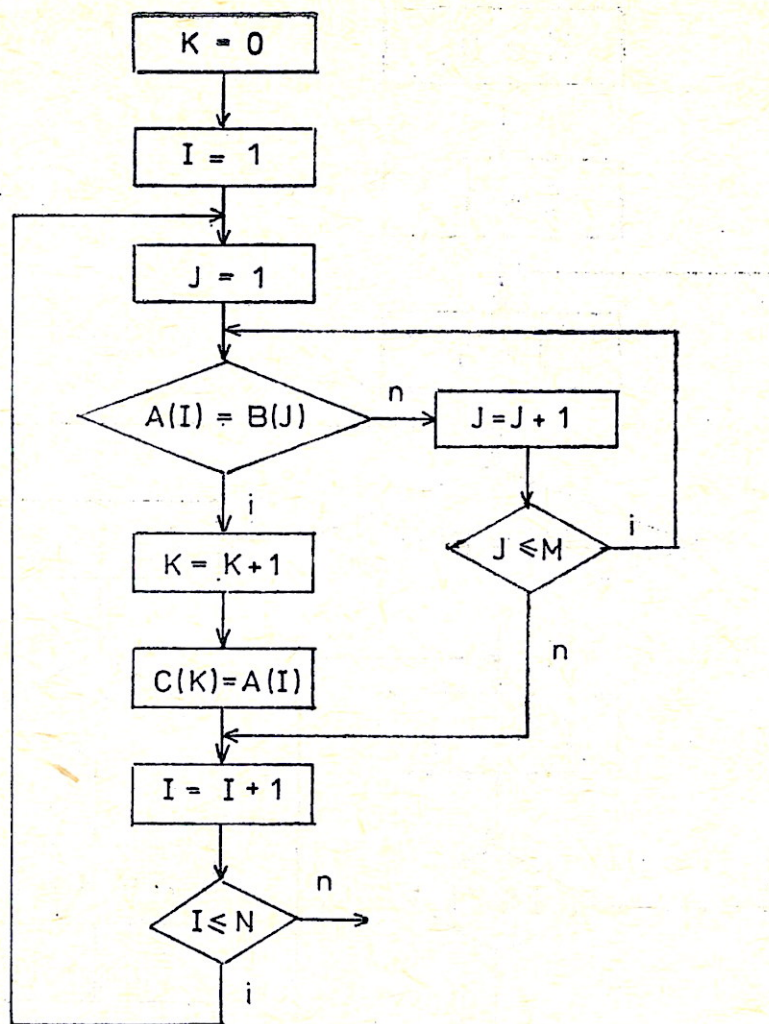 K = 0
I = 1
J = 1
A(I) = B(J)
n
J = J + 1
i
K = K + 1
J ≤ M
i
n
C(K) = A(I)
I = I + 1
n
I ≤ N
i